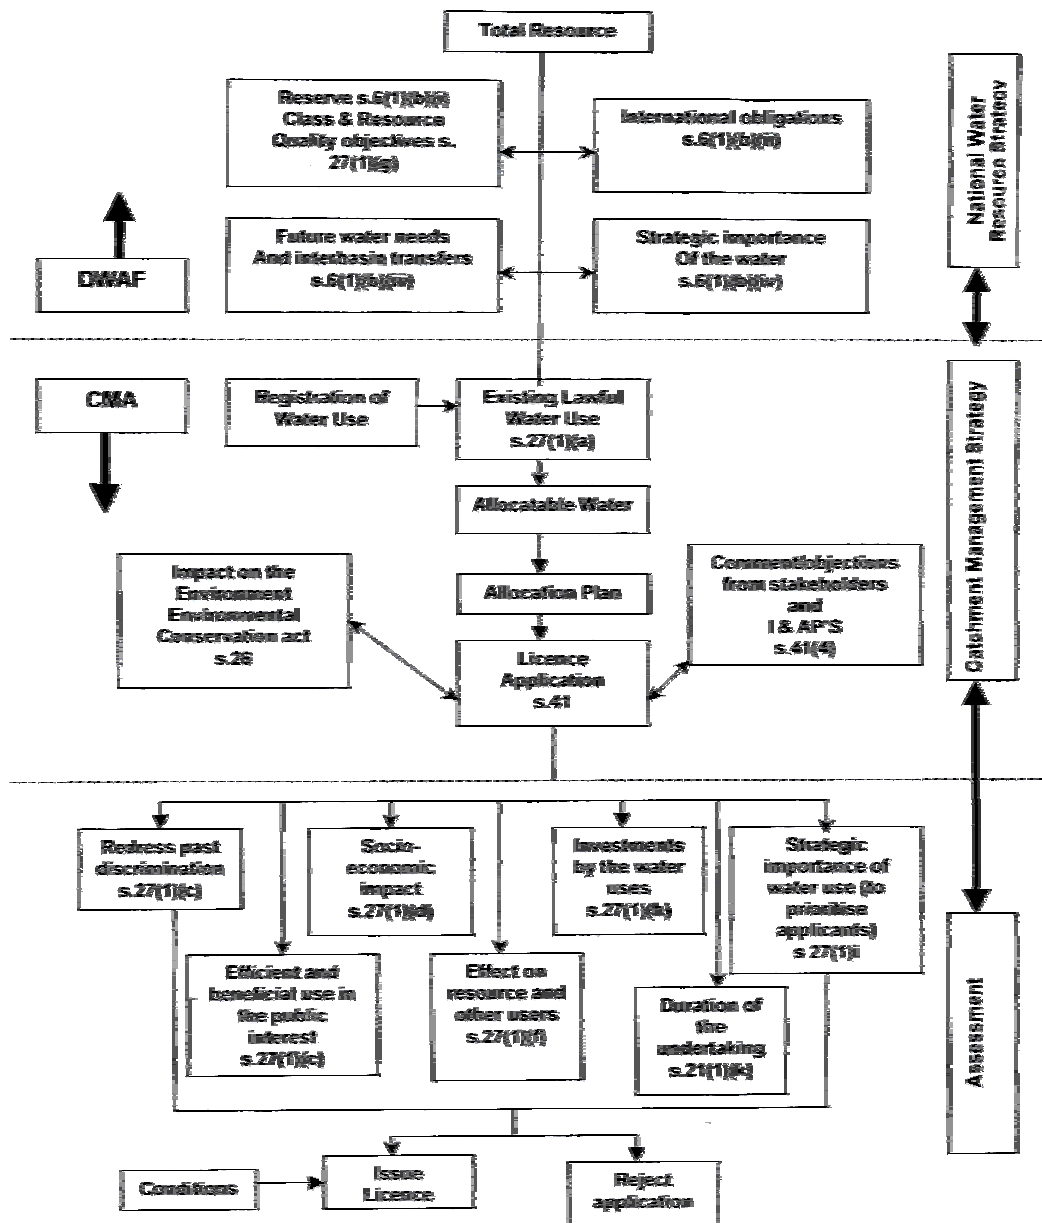 Total Resource
Reserve s.6(1)(b)(i)
Class & Resource
Quality objectives s.
27(1)(g)
International obligations
s.6(1)(b)(ii)
National Water
Resource Strategy
Future water needs
And interbasin transfers
s.6(1)(b)(iii)
Strategic importance
Of the water
s.6(1)(b)(iv)
DWAF
CMA
Registration of
Water Use
Existing Lawful
Water Use
s.27(1)(a)
Catchment Management Strategy
Allocatable Water
Impact on the
Environment
Environmental
Conservation act
s.26
Allocation Plan
Comment/objections
from stakeholders
and
I & AP'S
s.41(4)
Licence
Application
s.41
Redress past
discrimination
s.27(1)(c)
Socio-
economic
impact
s.27(1)(d)
Investments
by the water
uses
s.27(1)(h)
Strategic
importance of
water use (to
prioritise
applicants)
s 27(1)i
Efficient and
beneficial use in
the public
interest
s.27(1)(c)
Effect on
resource and
other users
s.27(1)(f)
Duration of
the
undertaking
s.21(1)(k)
Assessment
Conditions
Issue
Licence
Reject
application